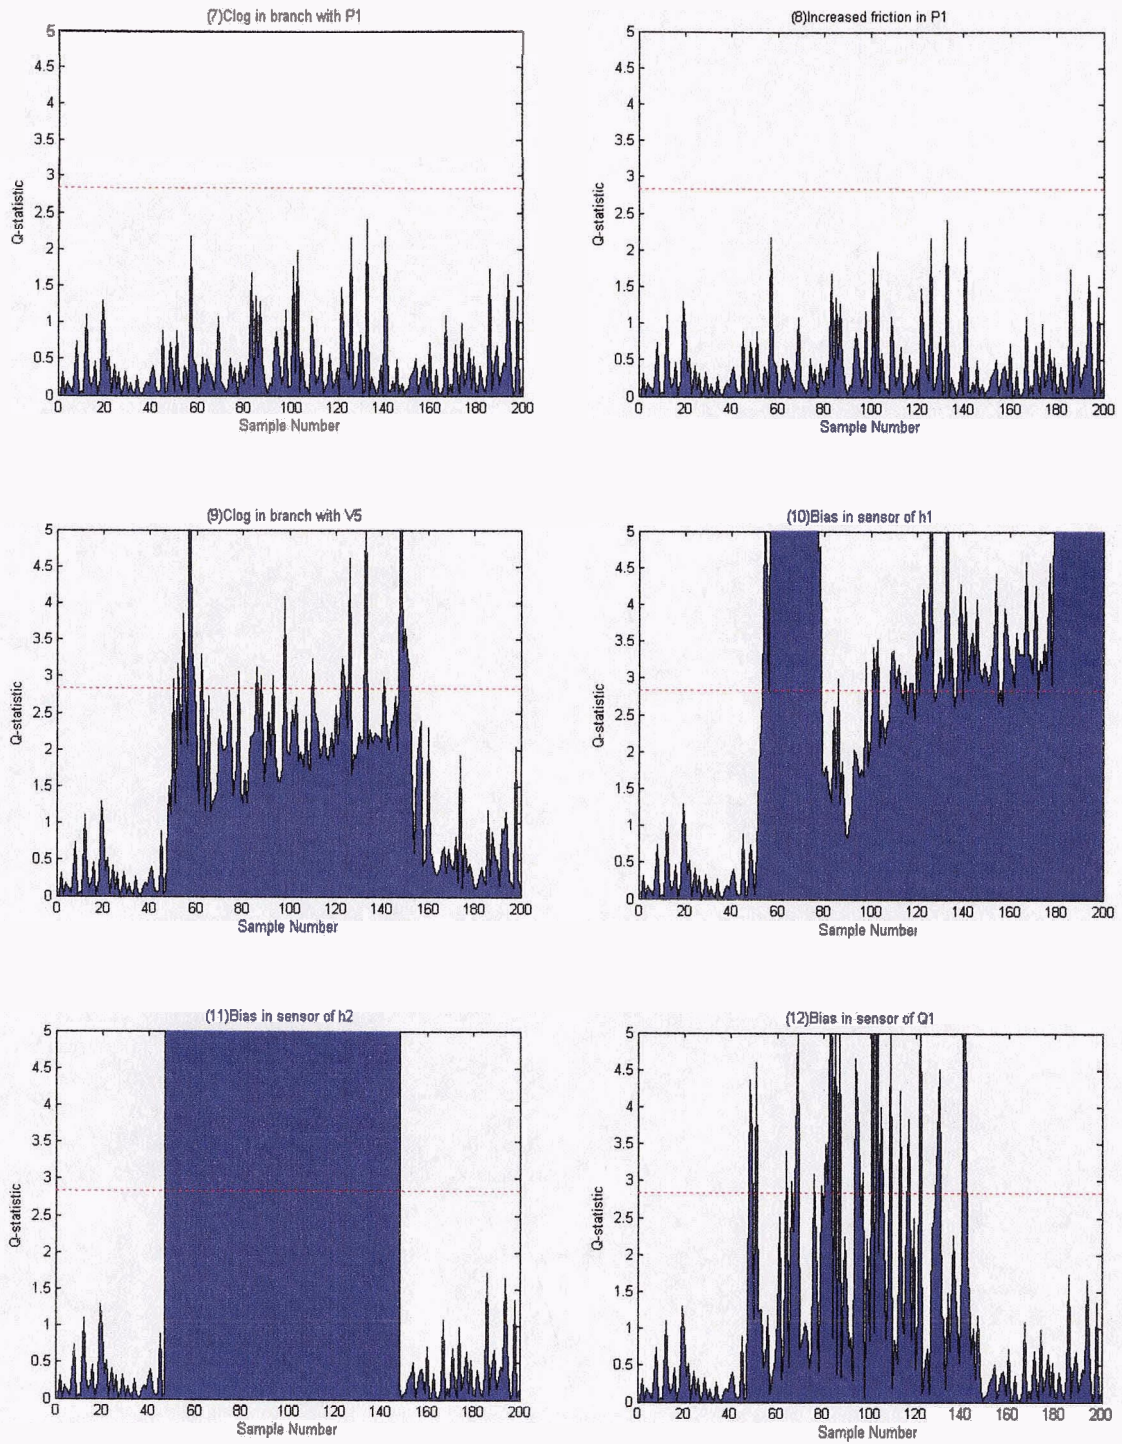 (7)Clog in branch with P1
5
4.5
4
3.5
3
2.5
2
1.5
1
0.5
0
Q-statistic
0 20 40 60 80 100 120 140 160 180 200
Sample Number
(8)Increased friction in P1
5
4.5
4
3.5
3
2.5
2
1.5
1
0.5
0
Q-statistic
0 20 40 60 80 100 120 140 160 180 200
Sample Number
(9)Clog in branch with V5
5
4.5
4
3.5
3
2.5
2
1.5
1
0.5
0
Q-statistic
0 20 40 60 80 100 120 140 160 180 200
Sample Number
(10)Bias in sensor of h1
5
4.5
4
3.5
3
2.5
2
1.5
1
0.5
0
Q-statistic
0 20 40 60 80 100 120 140 160 180 200
Sample Number
(11)Bias in sensor of h2
5
4.5
4
3.5
3
2.5
2
1.5
1
0.5
0
Q-statistic
0 20 40 60 80 100 120 140 160 180 200
Sample Number
(12)Bias in sensor of Q1
5
4.5
4
3.5
3
2.5
2
1.5
1
0.5
0
Q-statistic
0 20 40 60 80 100 120 140 160 180 200
Sample Number